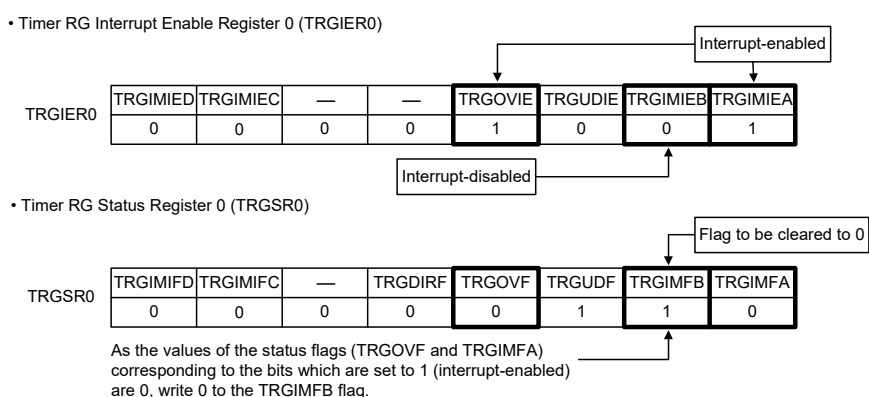 • Timer RG Interrupt Enable Register 0 (TRGIER0)
Interrupt-enabled
TRGIER0
TRGIMIED TRGIMIEC — — TRGOVIE TRGUDIE TRGIMIEB TRGIMIEA
0 0 0 0 1 0 0 1
Interrupt-disabled
• Timer RG Status Register 0 (TRGSR0)
Flag to be cleared to 0
TRGSR0
TRGIMIFD TRGIMIFC — TRGDIRF TRGOVF TRGUDF TRGIMFB TRGIMFA
0 0 0 0 0 1 1 0
As the values of the status flags (TRGOVF and TRGIMFA)
corresponding to the bits which are set to 1 (interrupt-enabled)
are 0, write 0 to the TRGIMFB flag.